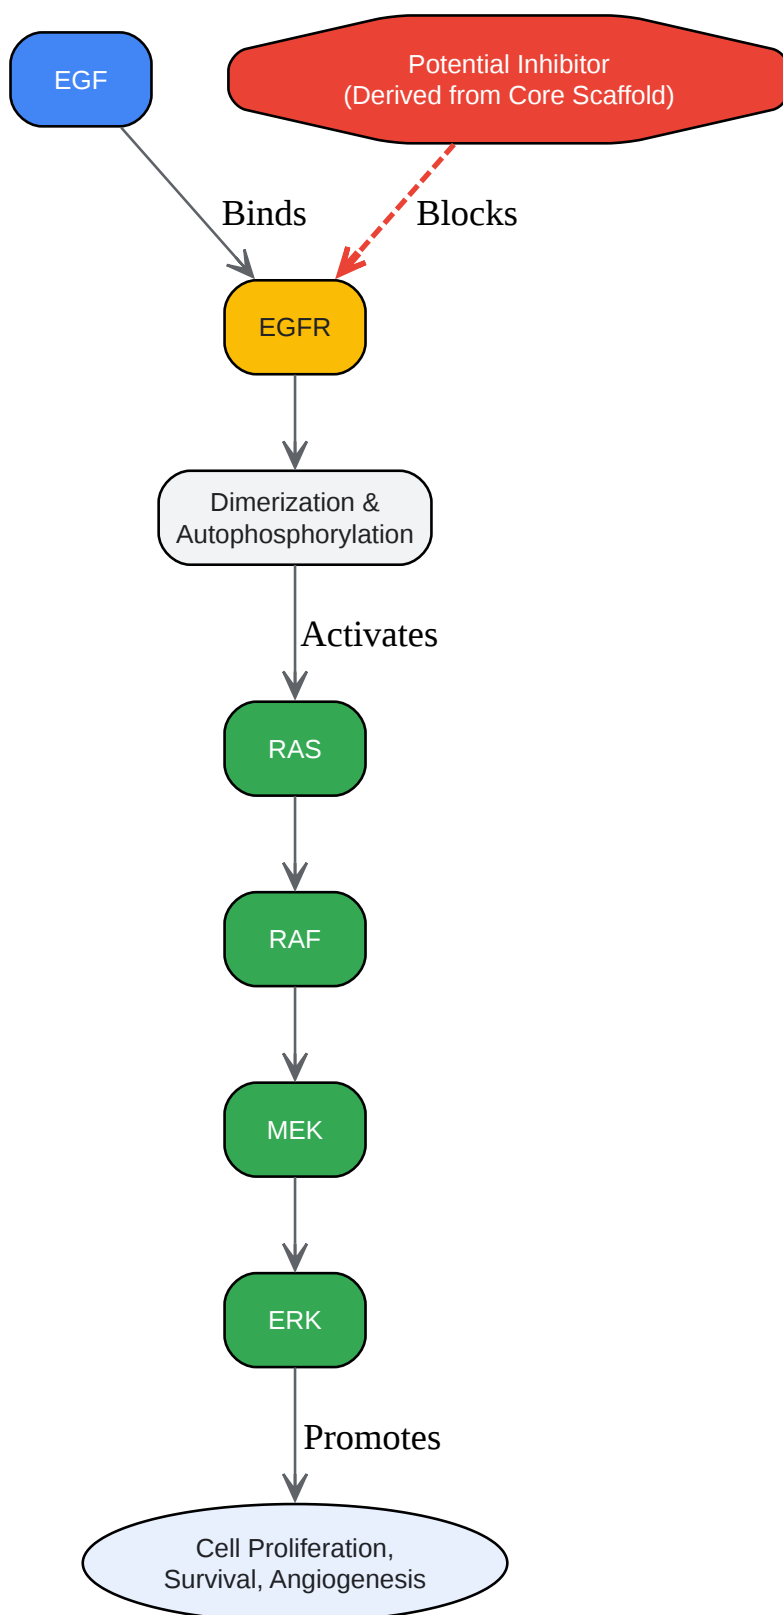 EGF
Potential Inhibitor
(Derived from Core Scaffold)
Binds
Blocks
EGFR
Dimerization &
Autophosphorylation
Activates
RAS
RAF
MEK
ERK
Promotes
Cell Proliferation,
Survival, Angiogenesis